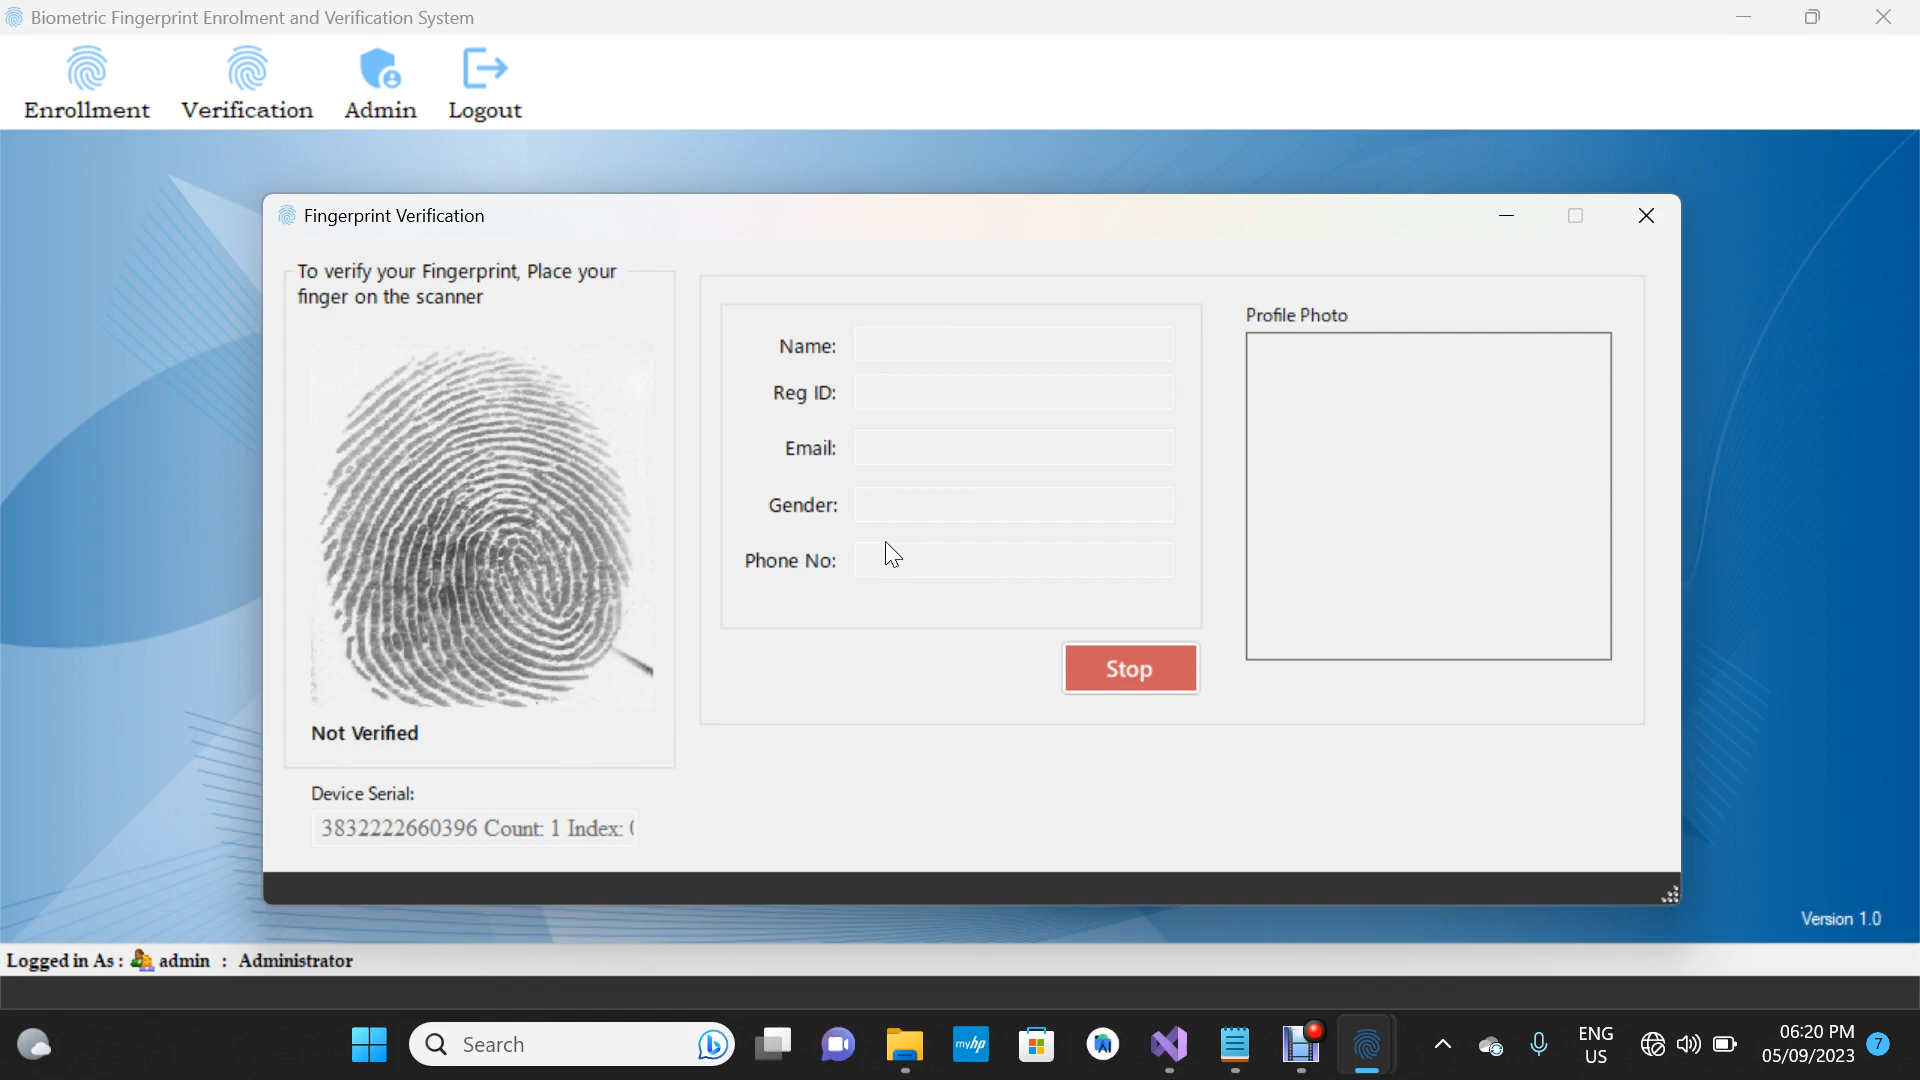 Biometric Fingerprint Enrolment and Verification System
Enrollment
Verification
Admin
Logout
Fingerprint Verification
To verify your Fingerprint, Place your
finger on the scanner
Not Verified
Device Serial:
3832222660396 Count: 1 Index:
Name:
Reg ID:
Email:
Gender:
Phone No:
Stop
Profile Photo
Version 1.0
Logged in As : admin : Administrator
Search
myhp
ENG
US
06:20 PM
05/09/2023
7